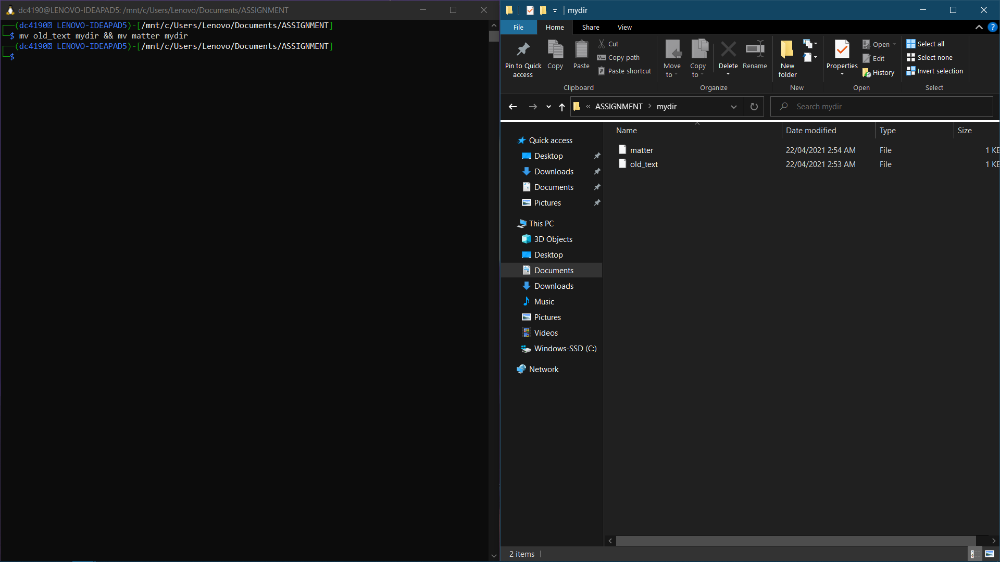 dc4190@LENOVO-IDEAPAD5: /mnt/c/Users/Lenovo/Documents/ASSIGNMENT
(dc4190 LENOVO-IDEAPAD5)-[/mnt/c/Users/Lenovo/Documents/ASSIGNMENT]
$ mv old_text mydir && mv matter mydir
(dc4190 LENOVO-IDEAPAD5)-[/mnt/c/Users/Lenovo/Documents/ASSIGNMENT]
$
mydir
File Home Share View
Pin to Quick access
Copy
Paste
Cut
Copy path
Paste shortcut
Clipboard
Move to
Copy to
Delete
Rename
Organize
New folder
New
Properties
Open
Edit
History
Open
Select all
Select none
Invert selection
Select
« ASSIGNMENT > mydir
Search mydir
Quick access
Desktop
Downloads
Documents
Pictures
This PC
3D Objects
Desktop
Documents
Downloads
Music
Pictures
Videos
Windows-SSD (C:)
Network
Name Date modified Type Size
matter 22/04/2021 2:54 AM File 1 KB
old_text 22/04/2021 2:53 AM File 1 KB
2 items